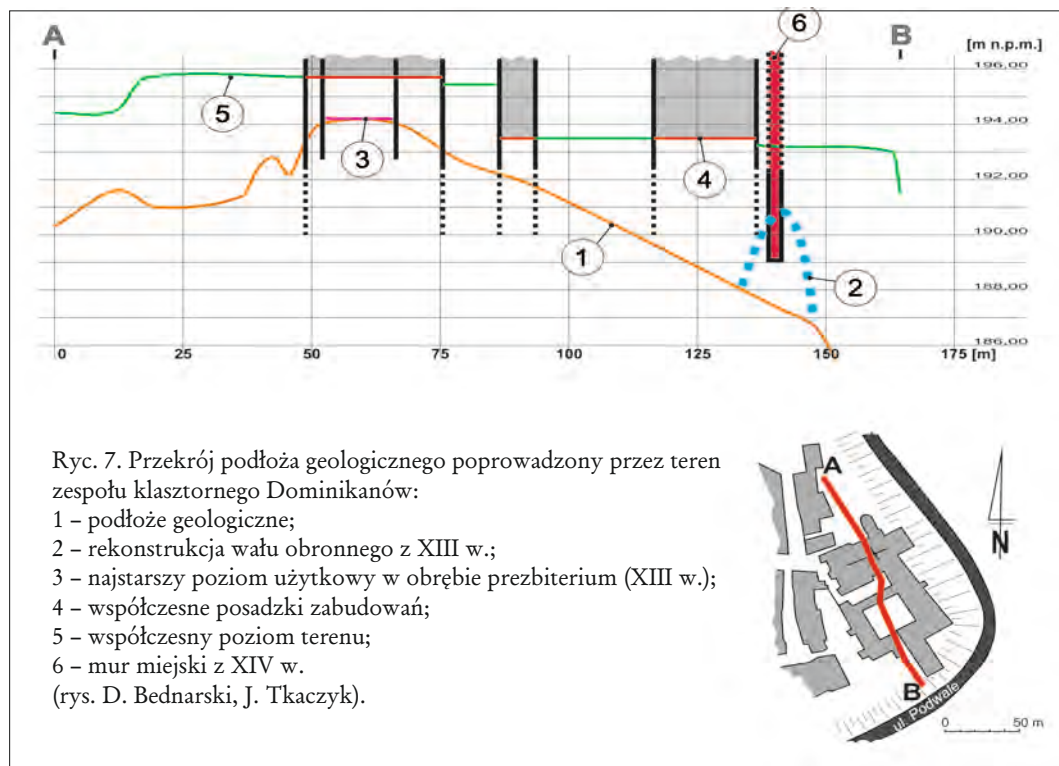 A
6
B
[m n.p.m.]
196,00
5
194,00
3
4
192,00
190,00
1
2
188,00
186,00
0 25 50 75 100 125 150 175 [m]
Ryc. 7. Przekrój podłoża geologicznego poprowadzony przez teren
zespołu klasztornego Dominikanów:
1 – podłoże geologiczne;
2 – rekonstrukcja wału obronnego z XIII w.;
3 – najstarszy poziom użytkowy w obrębie prezbiterium (XIII w.);
4 – współczesne posadzki zabudowań;
5 – współczesny poziom terenu;
6 – mur miejski z XIV w.
(rys. D. Bednarski, J. Tkaczyk).
A
N
B
ul. Podwale
0 50 m